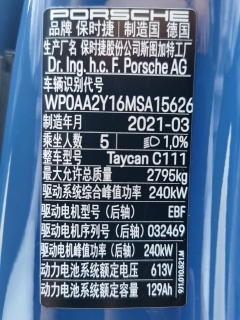 PORSCHE
品牌 保时捷 制造国 德国
生产厂名 保时捷股份公司斯图加特工厂
Dr. Ing. h.c. F. Porsche AG
车辆识别代号
WP0AA2Y16MSA15626
制造年月 2021-03
乘坐人数 5 1,0%
整车型号 Taycan C111
最大允许总质量 2795kg
驱动系统综合峰值功率 240kW
驱动电机型号（后轴） EBF
驱动电机序列号（后轴） 032469
驱动电机峰值功率（后轴） 240kW
动力电池系统额定电压 613V
动力电池系统额定容量 129Ah
91.010.021.M